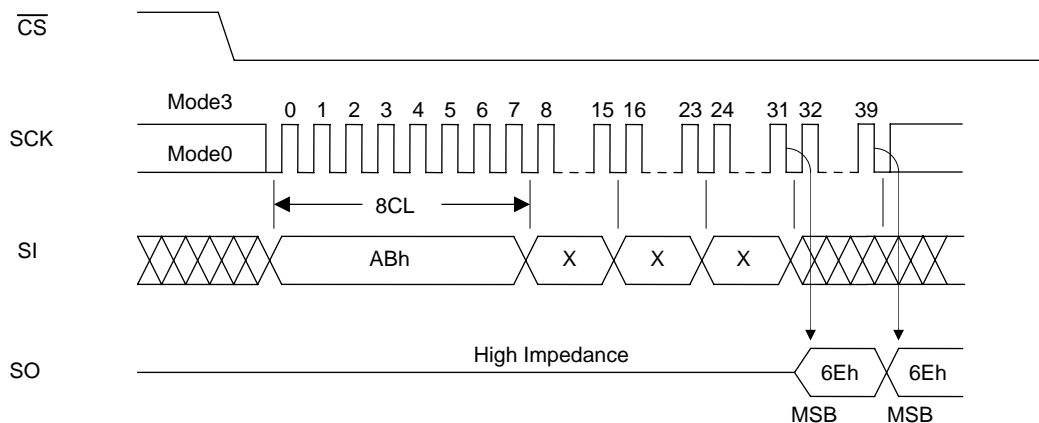 CS
Mode3
0 1 2 3 4 5 6 7 8 15 16 23 24 31 32 39
SCK
Mode0
8CL
SI
ABh X X X
High Impedance
SO
6Eh 6Eh
MSB MSB